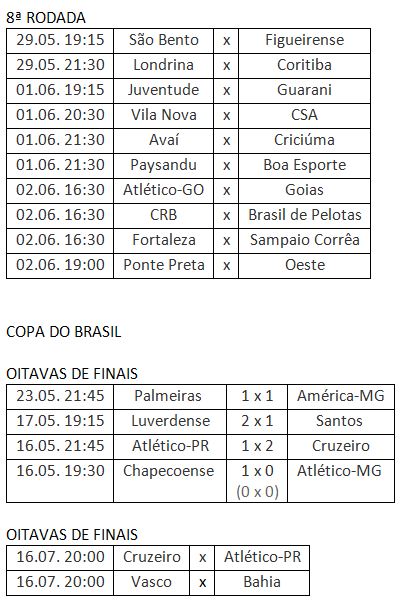 8ª RODADA
29.05. 19:15 São Bento x Figueirense
29.05. 21:30 Londrina x Coritiba
01.06. 19:15 Juventude x Guarani
01.06. 20:30 Vila Nova x CSA
01.06. 21:30 Avaí x Criciúma
01.06. 21:30 Paysandu x Boa Esporte
02.06. 16:30 Atlético-GO x Goias
02.06. 16:30 CRB x Brasil de Pelotas
02.06. 16:30 Fortaleza x Sampaio Corrêa
02.06. 19:00 Ponte Preta x Oeste
COPA DO BRASIL
OITAVAS DE FINAIS
23.05. 21:45 Palmeiras 1 x 1 América-MG
17.05. 19:15 Luverdense 2 x 1 Santos
16.05. 21:45 Atlético-PR 1 x 2 Cruzeiro
16.05. 19:30 Chapecoense 1 x 0 Atlético-MG
(0 x 0)
OITAVAS DE FINAIS
16.07. 20:00 Cruzeiro x Atlético-PR
16.07. 20:00 Vasco x Bahia